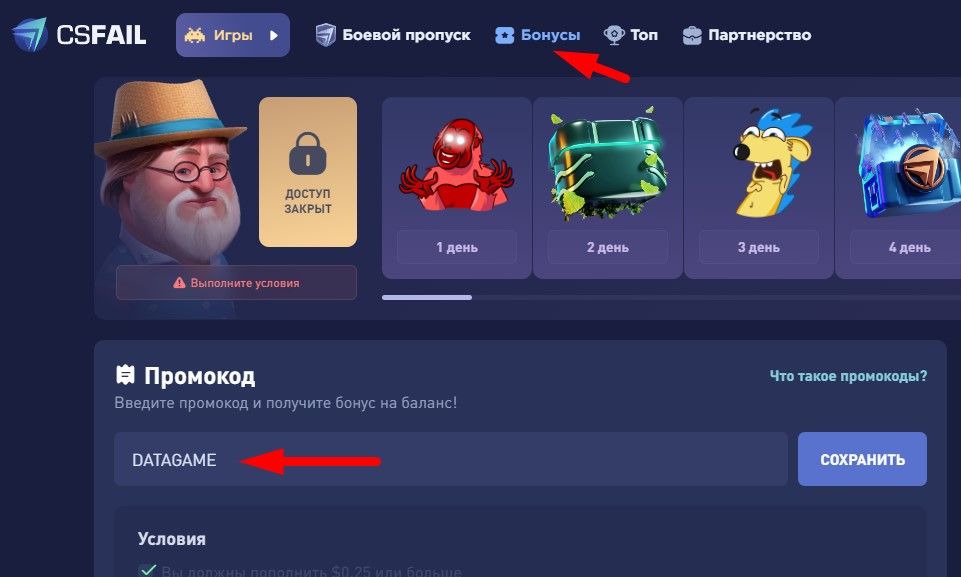 CSFAIL
Игры
Боевой пропуск
Бонусы
Топ
Партнерство
ДОСТУП
ЗАКРЫТ
Выполните условия
1 день
2 день
3 день
4 день
Промокод
Что такое промокоды?
Введите промокод и получите бонус на баланс!
DATAGAME
СОХРАНИТЬ
Условия
Вы должны пополнить $0.25 или больше